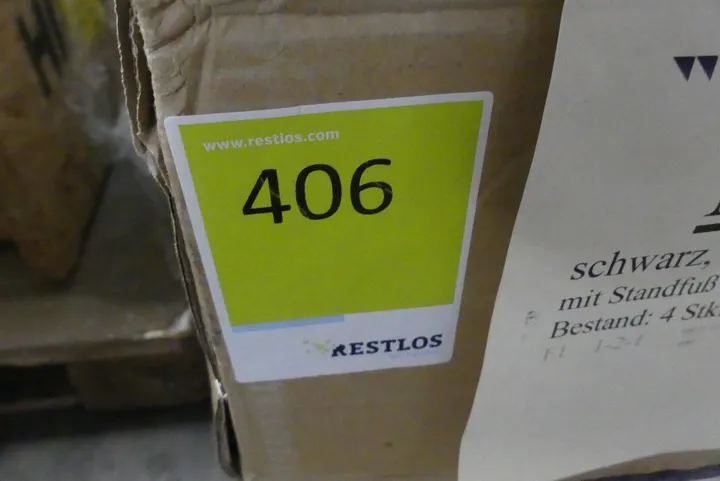 www.restlos.com
406
RESTLOS
schwarz,
mit Standfuß
Bestand: 4 Stk.